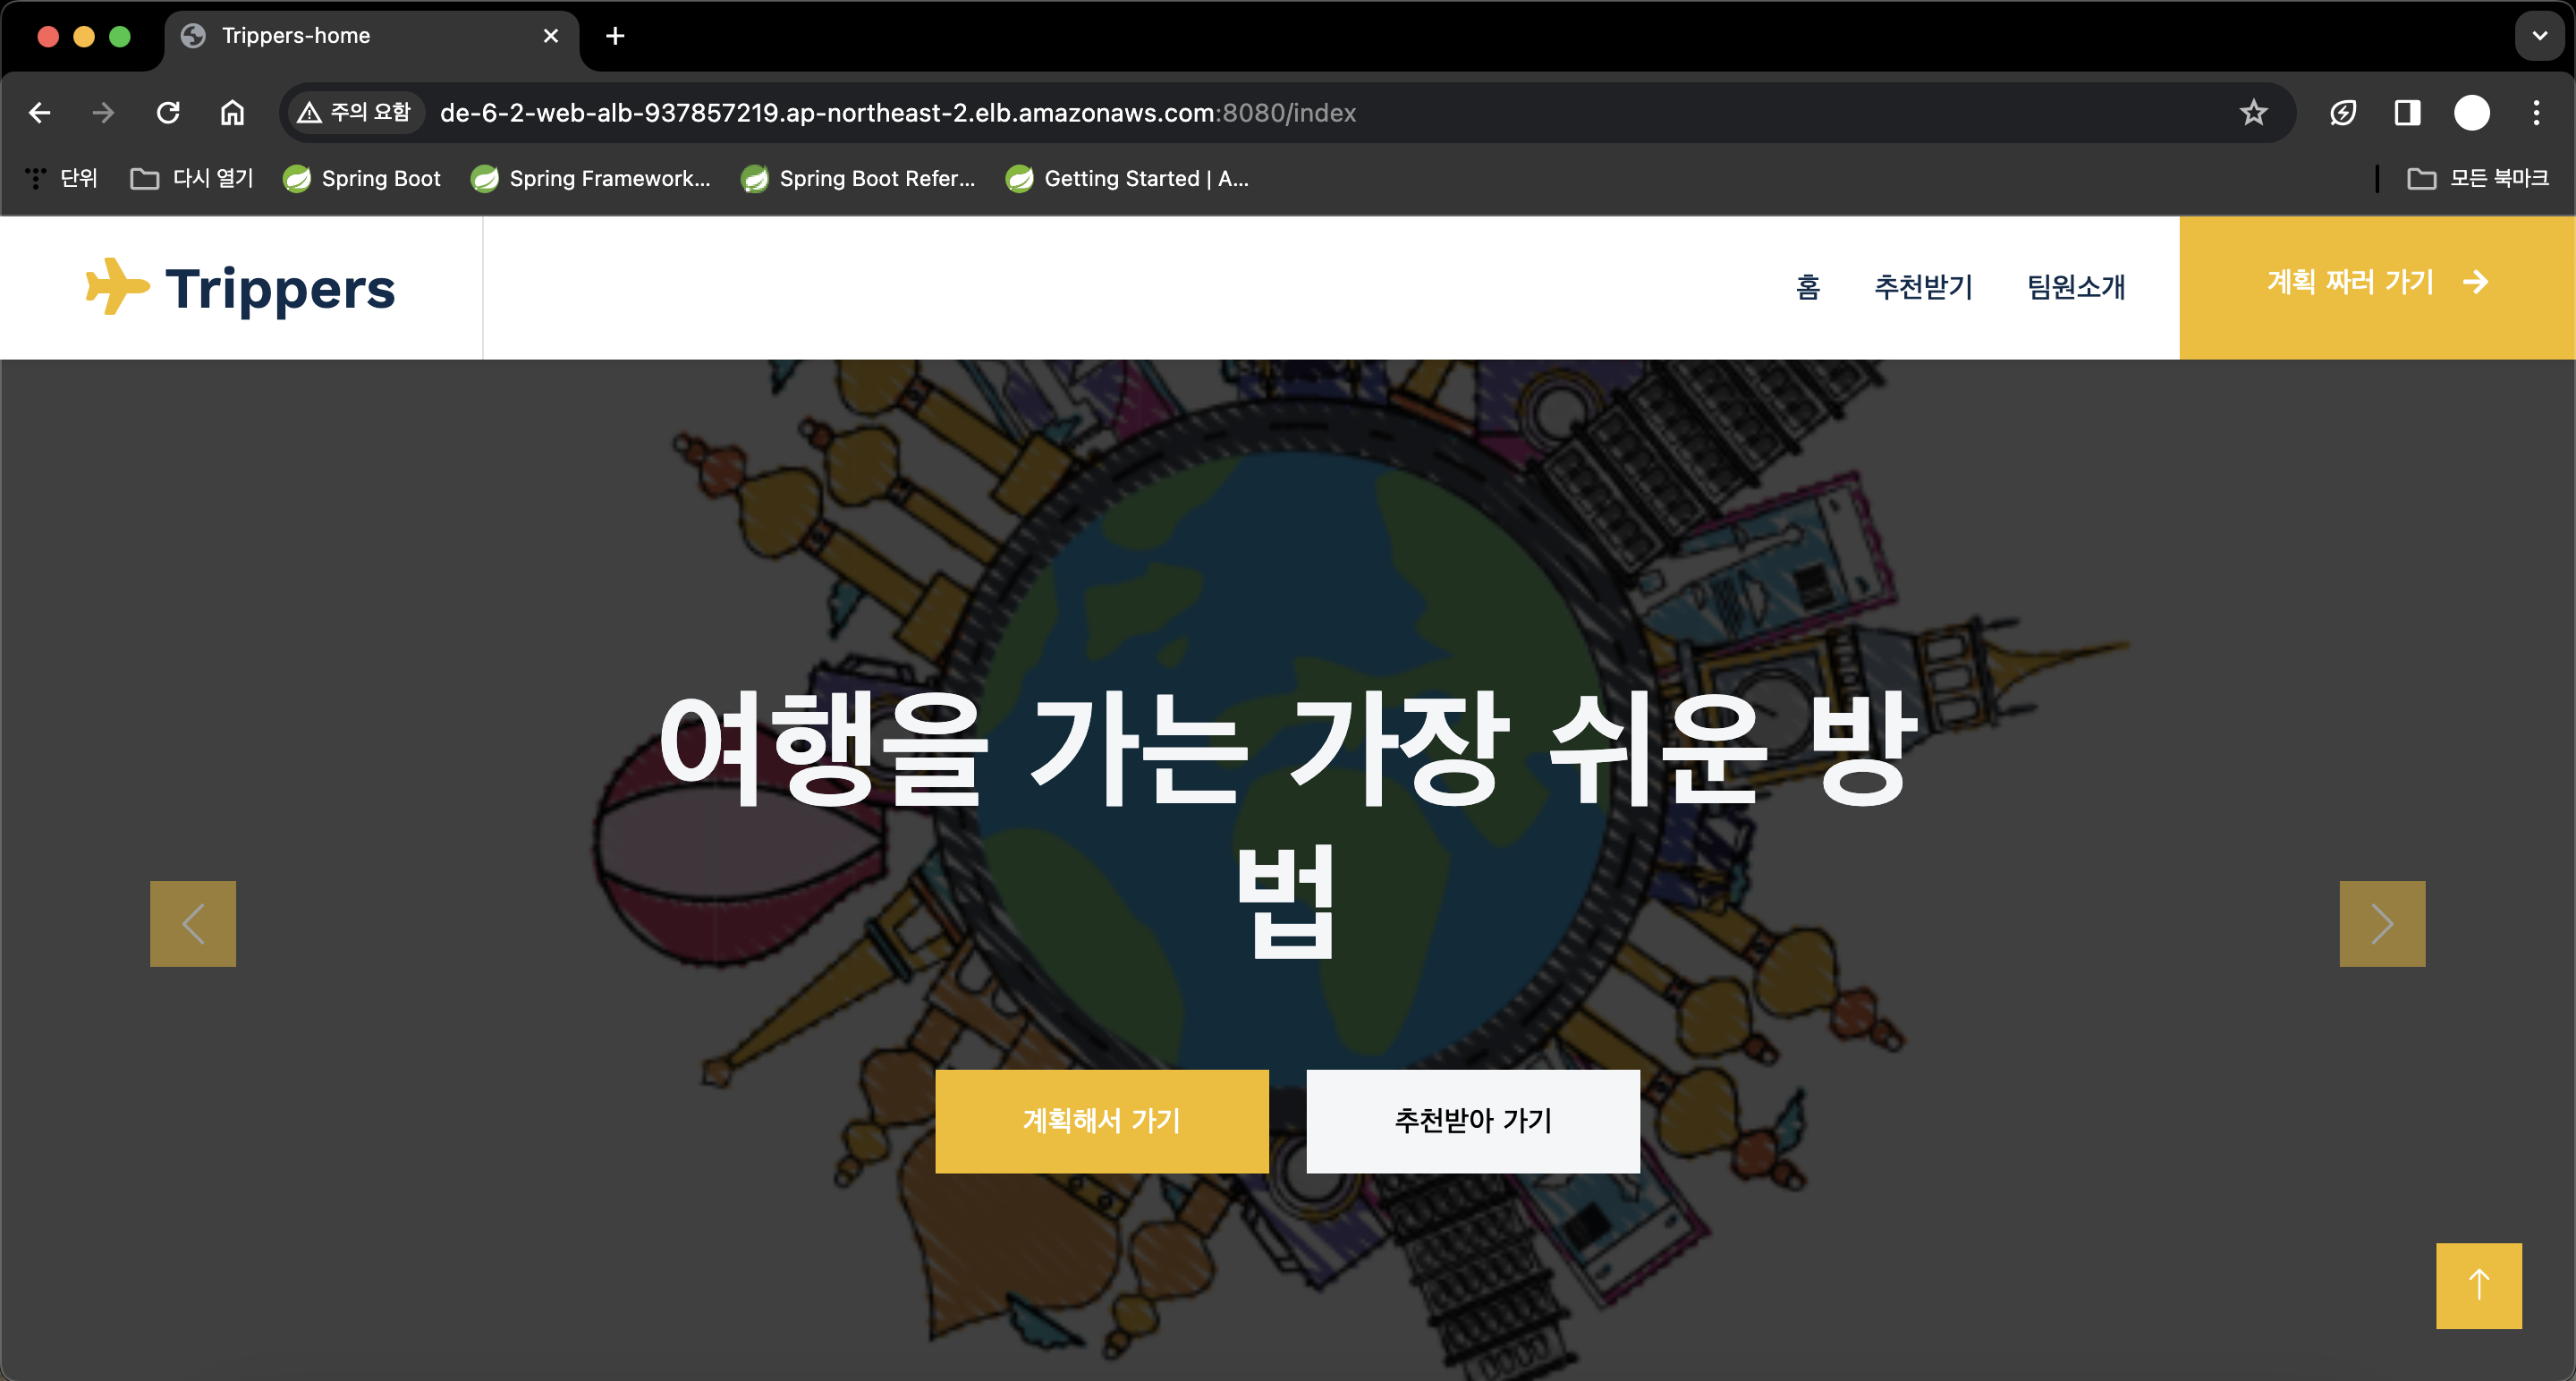 Trippers-home
주의 요함
de-6-2-web-alb-937857219.ap-northeast-2.elb.amazonaws.com:8080/index
단위
다시 열기
Spring Boot
Spring Framework...
Spring Boot Refer...
Getting Started | A...
모든 북마크
Trippers
홈
추천받기
팀원소개
계획 짜러 가기
여행을 가는 가장 쉬운 방
법
계획해서 가기
추천받아 가기